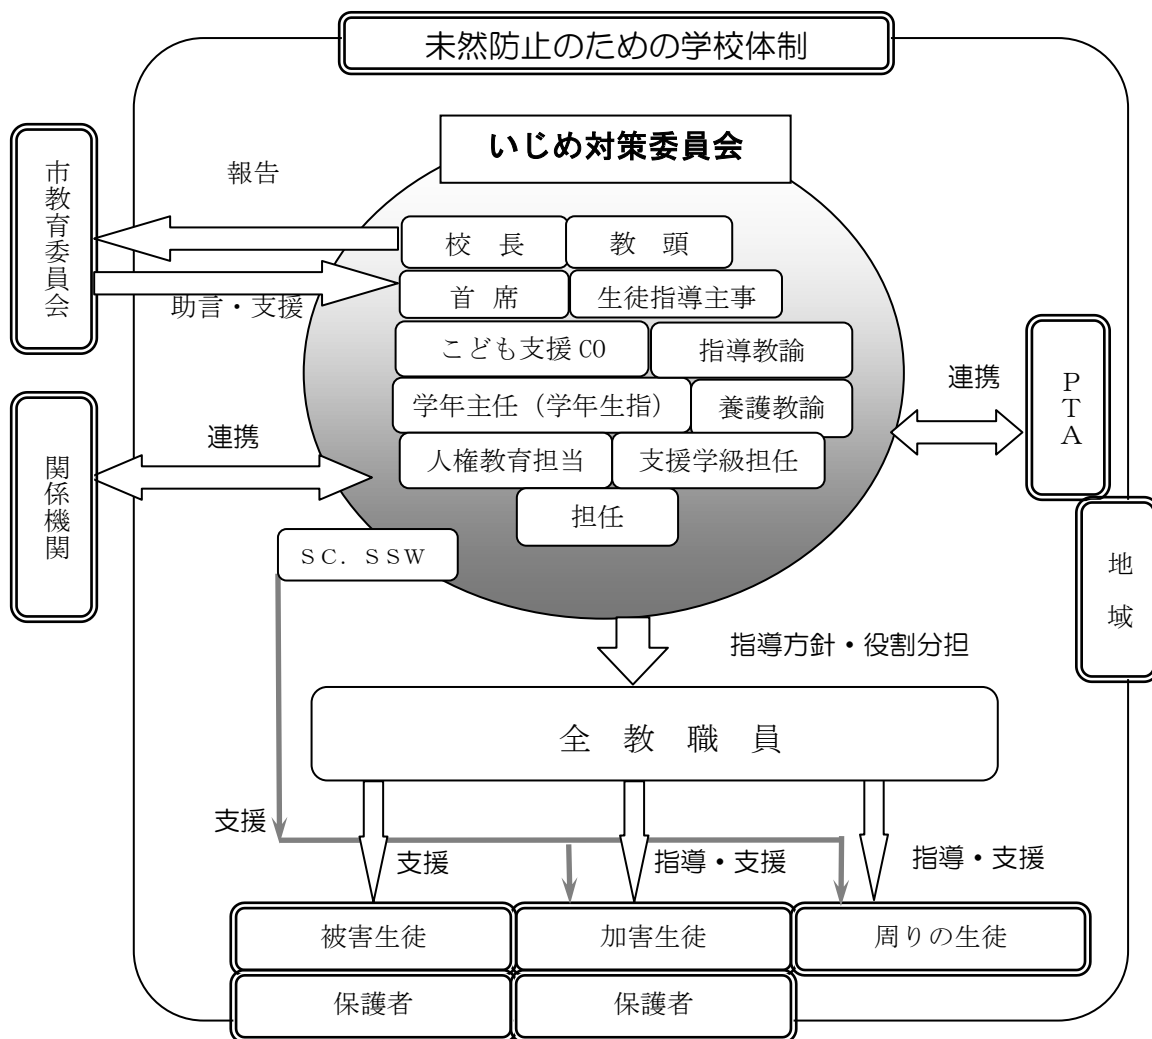 未然防止のための学校体制
いじめ対策委員会
市教育委員会
報告
助言・支援
校 長
教 頭
首 席
生徒指導主事
こども支援 CO
指導教諭
学年主任（学年生指）
養護教諭
人権教育担当
支援学級担任
担任
SC．SSW
関係機関
連携
連携
PTA
地 域
指導方針・役割分担
全 教 職 員
支援
支援
指導・支援
指導・支援
被害生徒
加害生徒
周りの生徒
保護者
保護者